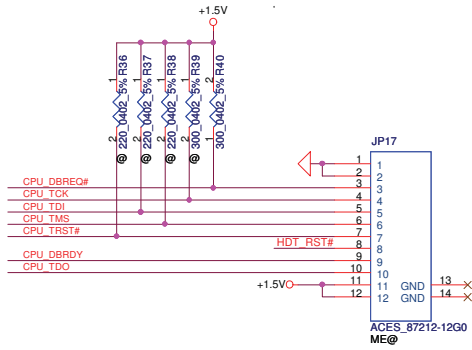 +1.5V
1 220_0402_5% R36 2 @
1 220_0402_5% R37 2 @
1 220_0402_5% R38 2 @
1 300_0402_5% R39 2 @
2 300_0402_5% R40 1
JP17
1 1
2 2
CPU_DBREQ# 3 3
CPU_TCK 4 4
CPU_TDI 5 5
CPU_TMS 6 6
CPU_TRST# 7 7
HDT_RST# 8 8
CPU_DBRDY 9 9
CPU_TDO 10 10
+1.5V 11 11 GND 13
12 12 GND 14
ACES_87212-12G0
ME@